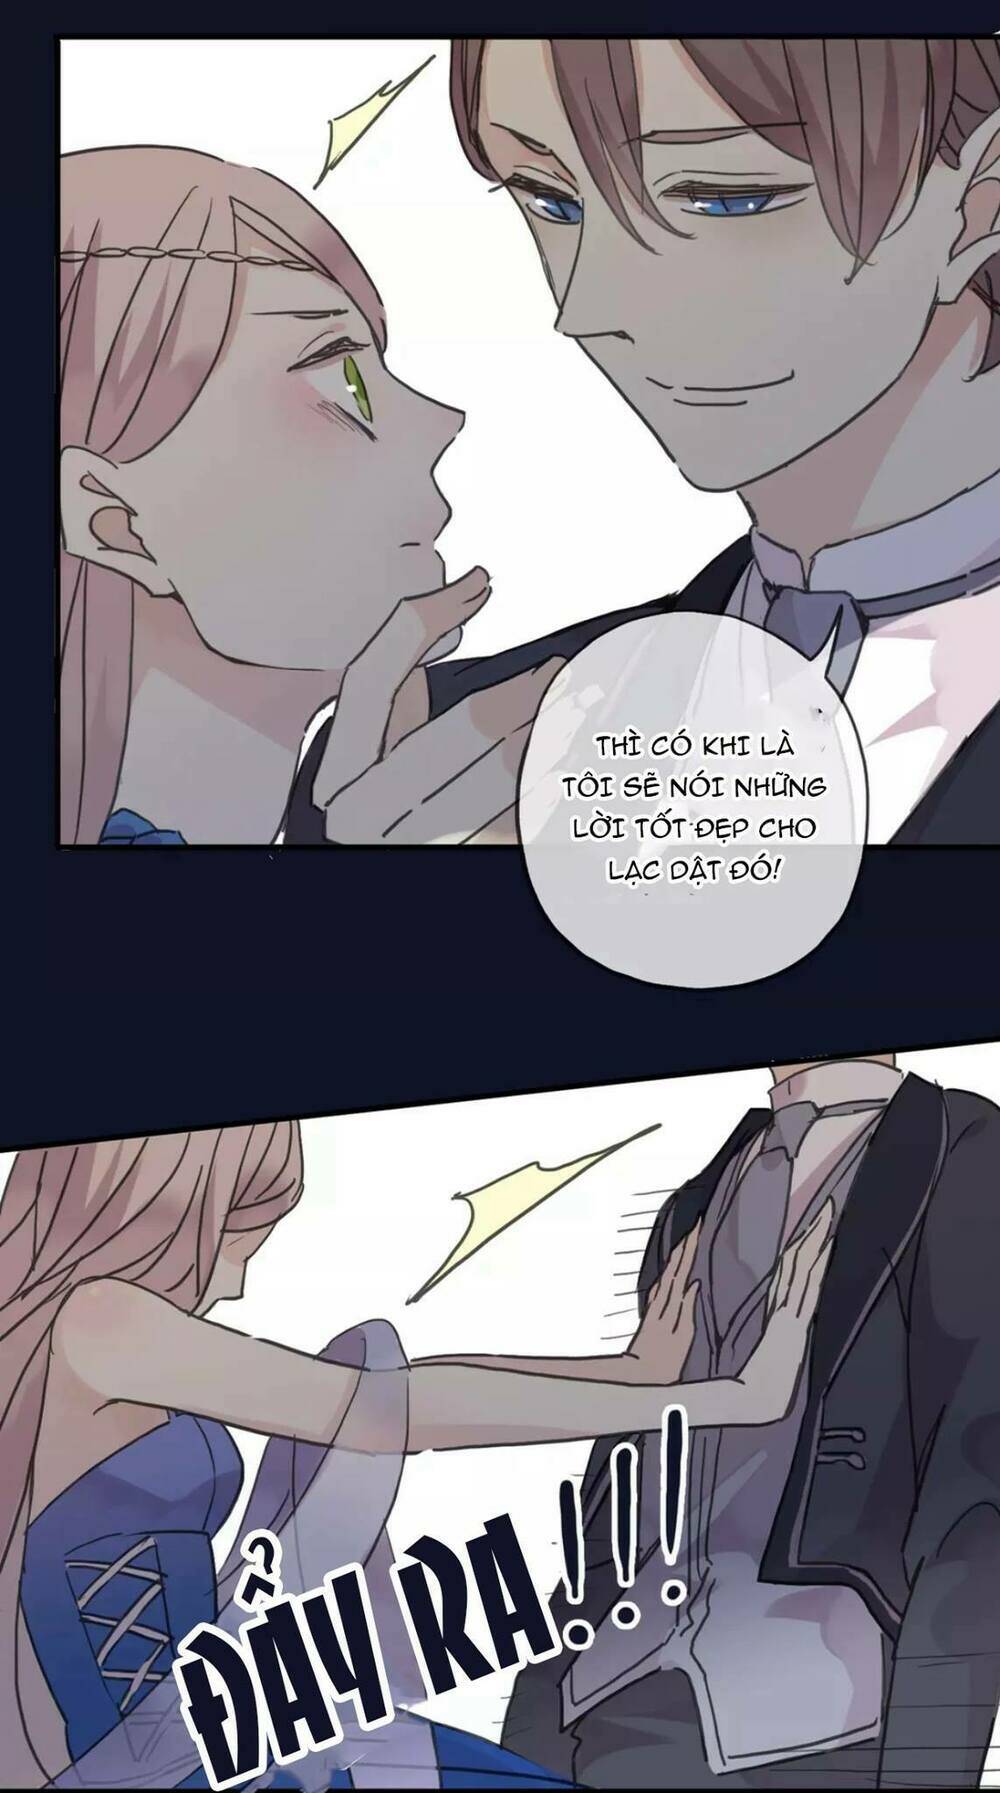 THÌ CÓ KHI LÀ
TÔI SẼ NÓI NHỮNG
LỜI TỐT ĐẸP CHO
LẠC DẬT ĐÓ!
ĐẨY RA!!!